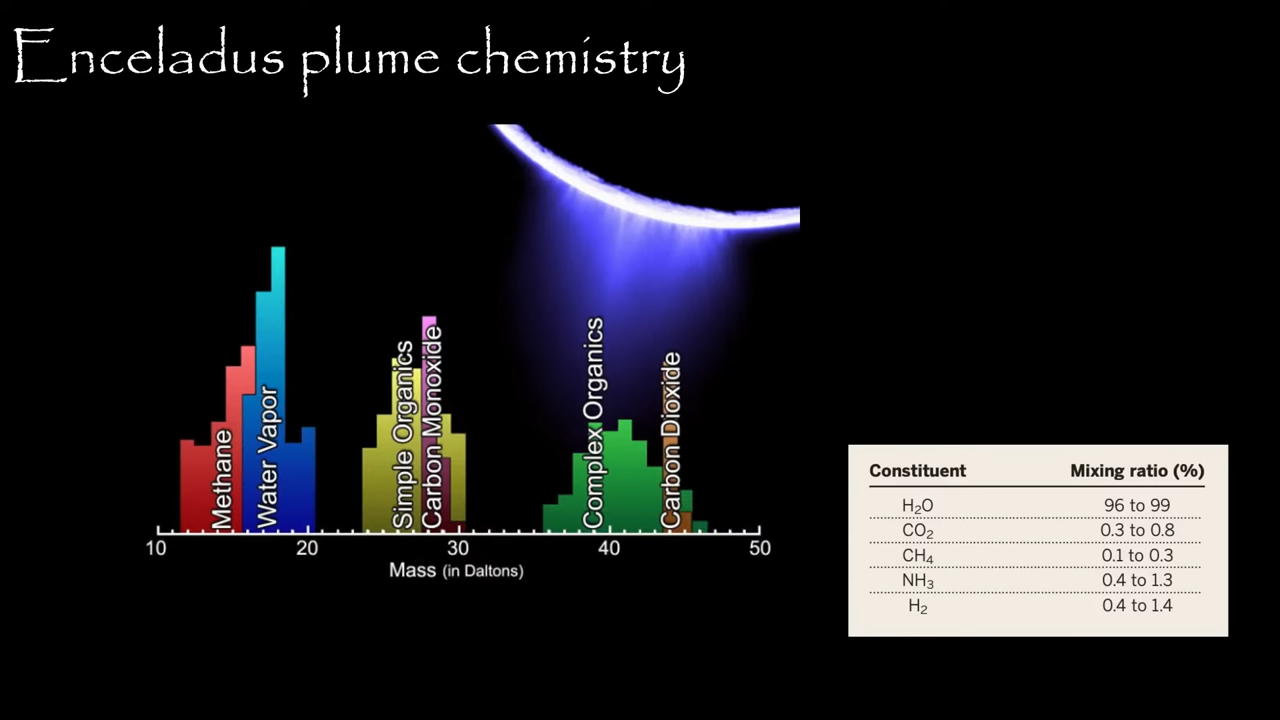 Enceladus plume chemistry
Methane
Water Vapor
Simple Organics
Carbon Monoxide
Complex Organics
Carbon Dioxide
10 20 30 40 50
Mass (in Daltons)
Constituent Mixing ratio (%)
H₂O 96 to 99
CO₂ 0.3 to 0.8
CH₄ 0.1 to 0.3
NH₃ 0.4 to 1.3
H₂ 0.4 to 1.4